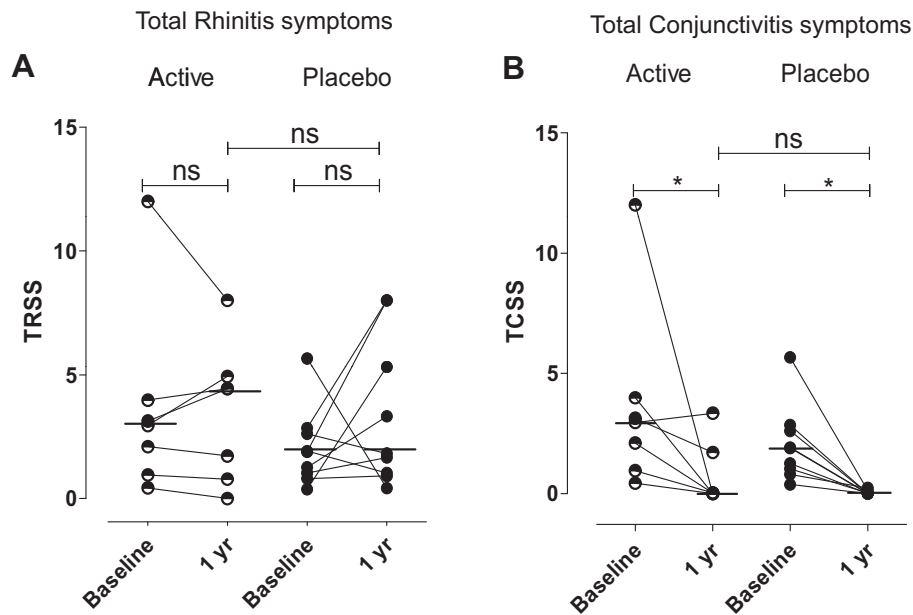 Total Rhinitis symptoms
A
Active
Placebo
15
10
5
0
TRSS
ns
ns
ns
Baseline
1 yr
Baseline
1 yr
Total Conjunctivitis symptoms
B
Active
Placebo
15
10
5
0
TCSS
ns
*
*
Baseline
1 yr
Baseline
1 yr